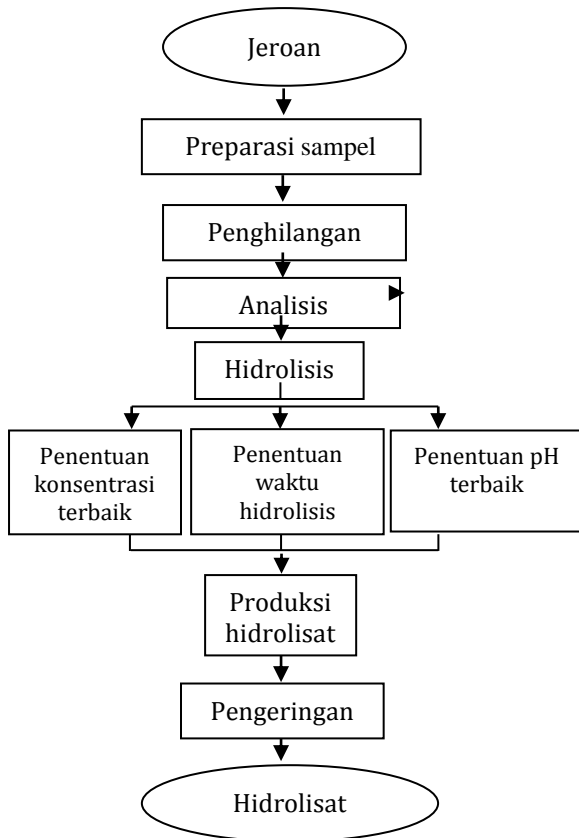 Jeroan
Preparasi sampel
Penghilangan
Analisis
Hidrolisis
Penentuan
konsentrasi
terbaik
Penentuan
waktu
hidrolisis
Penentuan pH
terbaik
Produksi
hidrolisat
Pengeringan
Hidrolisat